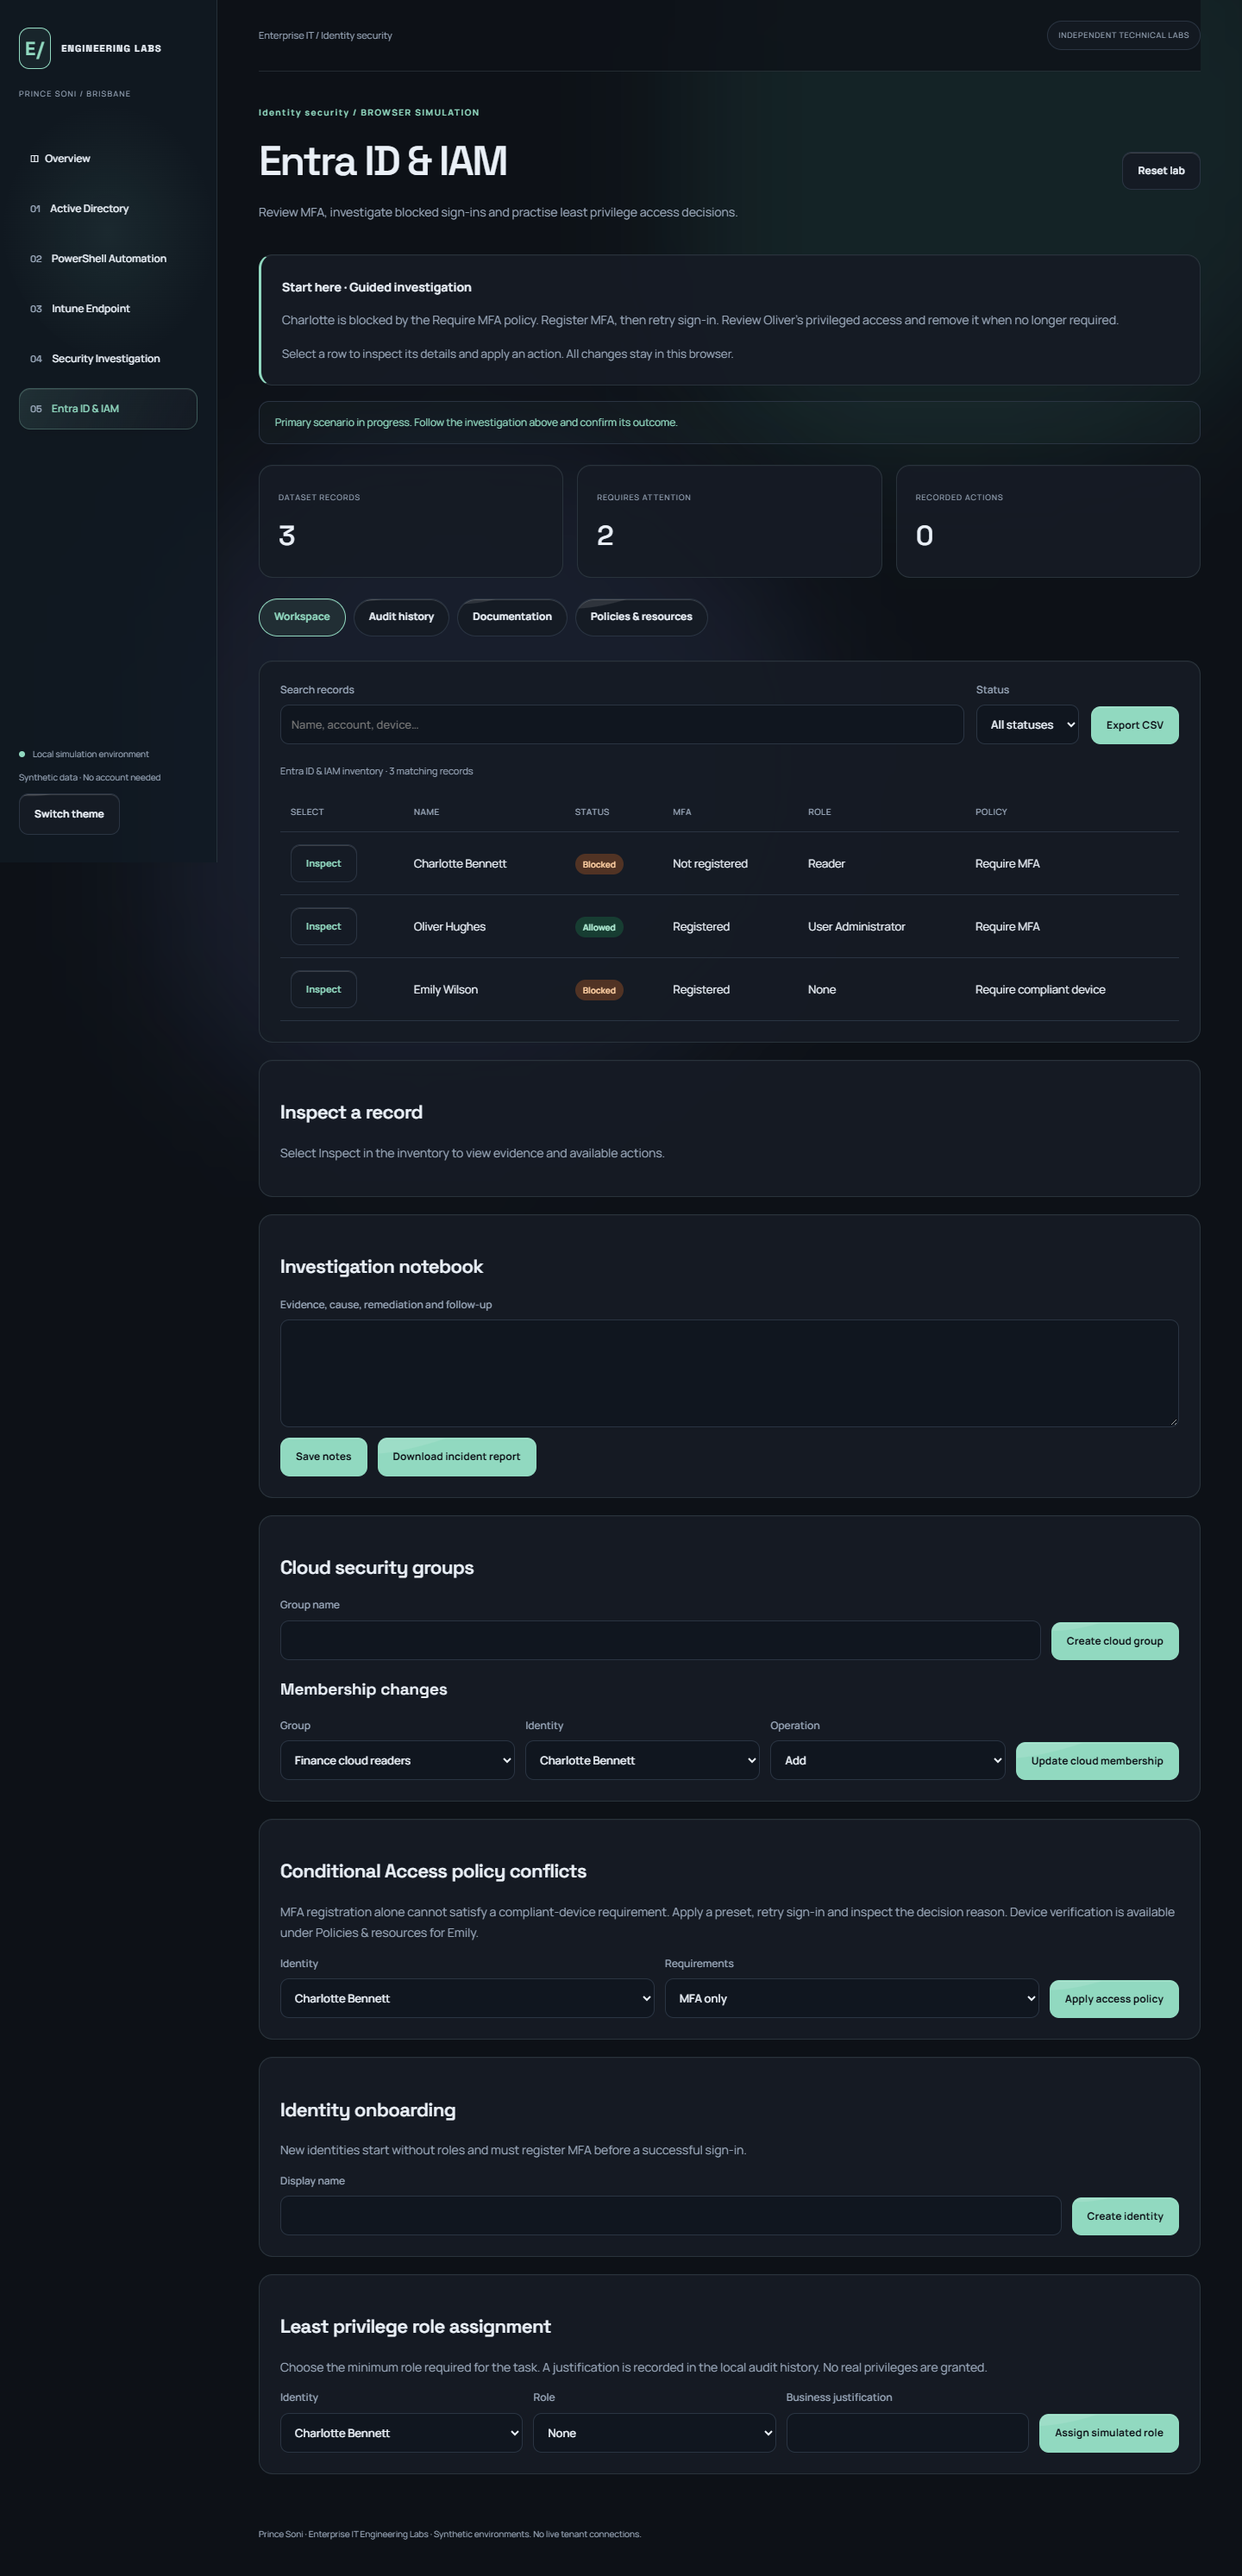 E/ ENGINEERING LABS
PRINCE SONI / BRISBANE
Overview
01 Active Directory
02 PowerShell Automation
03 Intune Endpoint
04 Security Investigation
05 Entra ID & IAM
Local simulation environment
Synthetic data · No account needed
Switch theme
Enterprise IT / Identity security
INDEPENDENT TECHNICAL LABS
Identity security / BROWSER SIMULATION
Entra ID & IAM
Reset lab
Review MFA, investigate blocked sign-ins and practise least privilege access decisions.
Start here · Guided investigation
Charlotte is blocked by the Require MFA policy. Register MFA, then retry sign-in. Review Oliver's privileged access and remove it when no longer required.
Select a row to inspect its details and apply an action. All changes stay in this browser.
Primary scenario in progress. Follow the investigation above and confirm its outcome.
DATASET RECORDS
3
REQUIRES ATTENTION
2
RECORDED ACTIONS
0
Workspace
Audit history
Documentation
Policies & resources
Search records
Name, account, device...
Status
All statuses
Export CSV
Entra ID & IAM inventory · 3 matching records
SELECT NAME STATUS MFA ROLE POLICY
Inspect Charlotte Bennett Blocked Not registered Reader Require MFA
Inspect Oliver Hughes Allowed Registered User Administrator Require MFA
Inspect Emily Wilson Blocked Registered None Require compliant device
Inspect a record
Select Inspect in the inventory to view evidence and available actions.
Investigation notebook
Evidence, cause, remediation and follow-up
Save notes
Download incident report
Cloud security groups
Group name
Create cloud group
Membership changes
Group Identity Operation
Finance cloud readers Charlotte Bennett Add Update cloud membership
Conditional Access policy conflicts
MFA registration alone cannot satisfy a compliant-device requirement. Apply a preset, retry sign-in and inspect the decision reason. Device verification is available
under Policies & resources for Emily.
Identity Requirements
Charlotte Bennett MFA only Apply access policy
Identity onboarding
New identities start without roles and must register MFA before a successful sign-in.
Display name
Create identity
Least privilege role assignment
Choose the minimum role required for the task. A justification is recorded in the local audit history. No real privileges are granted.
Identity Role Business justification
Charlotte Bennett None Assign simulated role
Prince Soni · Enterprise IT Engineering Labs · Synthetic environments. No live tenant connections.